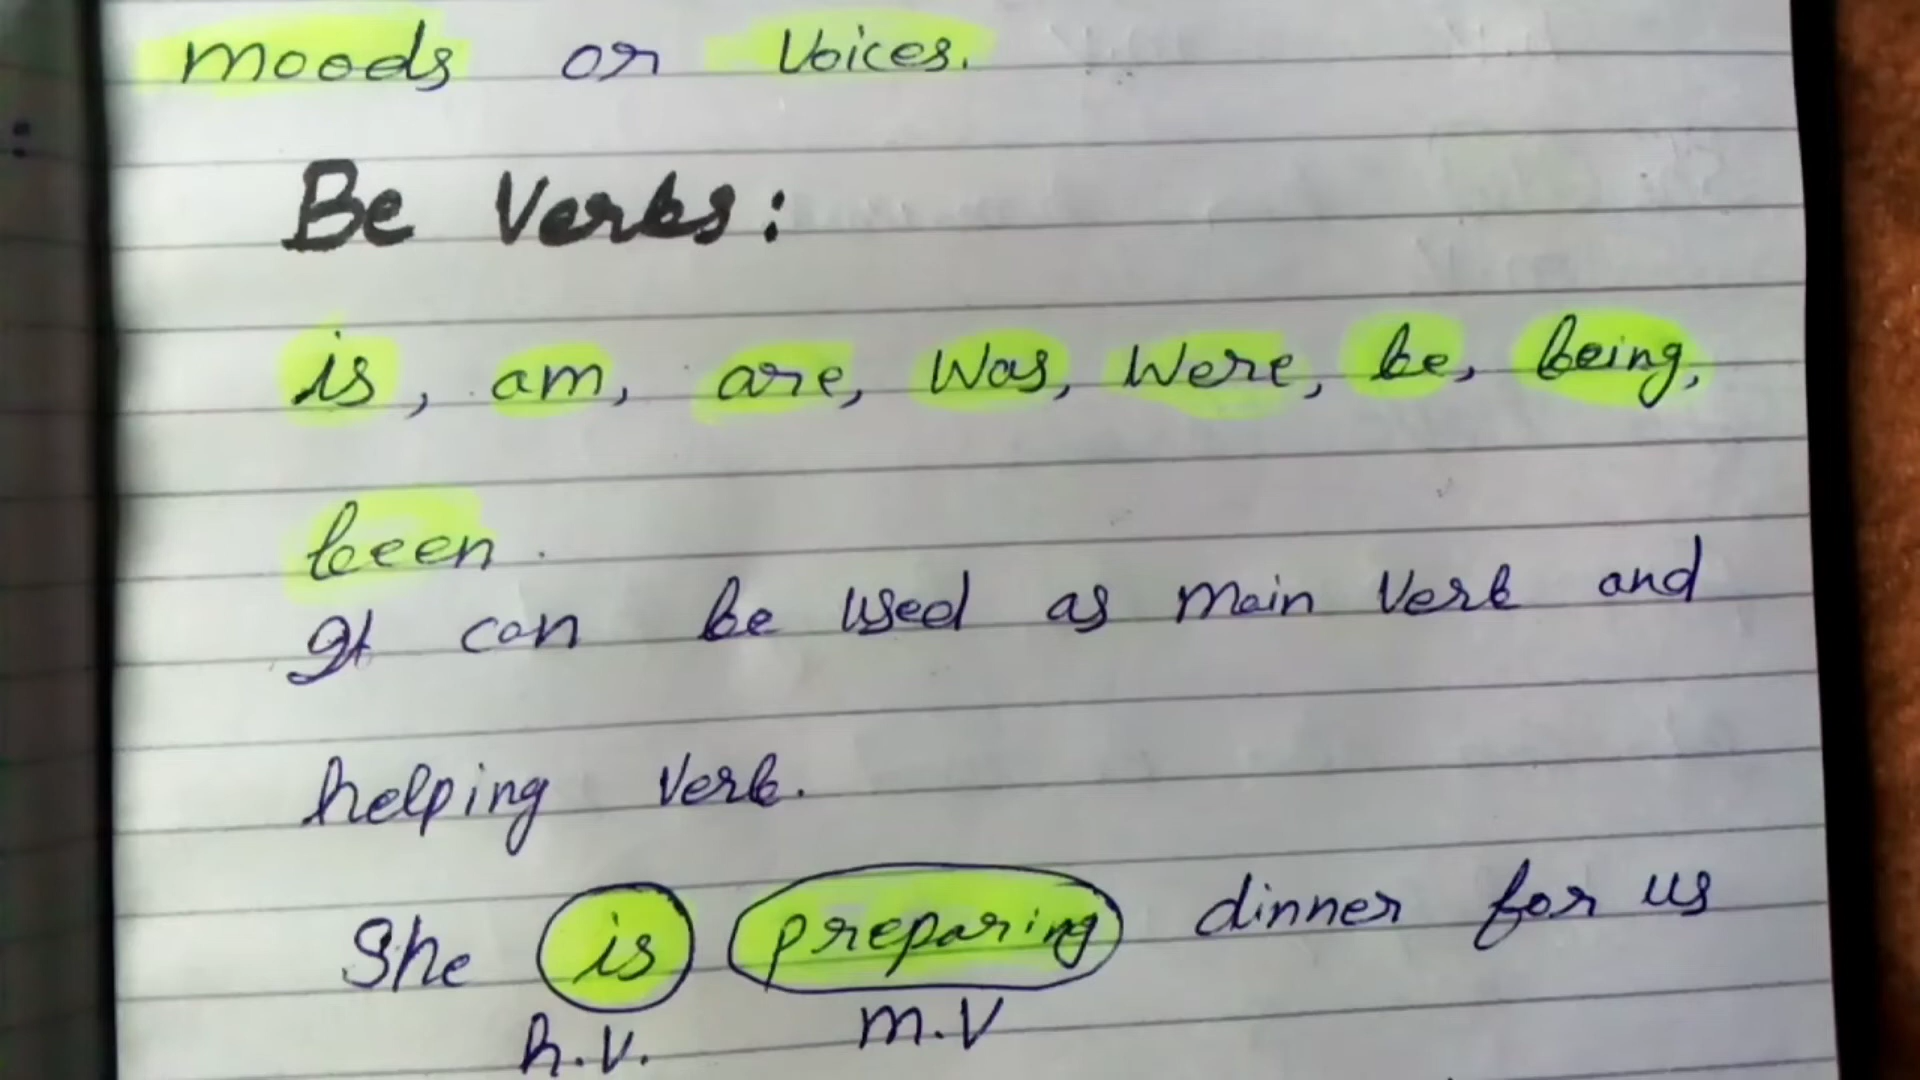 moods or Voices.
Be Verbs:
is, am, are, Was, Were, be, being,
been.
It can be used as main Verb and
helping Verb.
She is preparing dinner for us
h.V. m.V